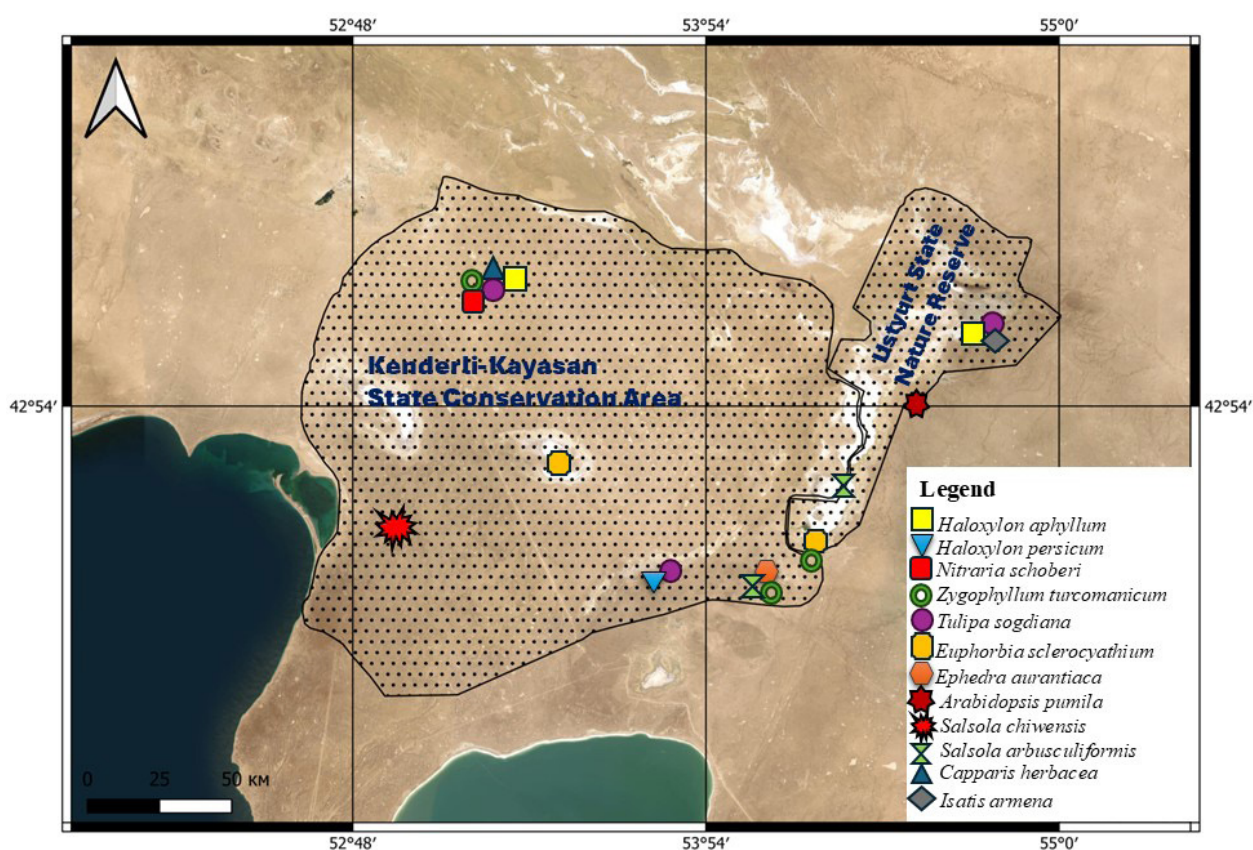 52°48′ 53°54′ 55°0′
Ustyurt State
Nature Reserve
Kenderli-Kayasan
State Conservation Area
42°54′ 42°54′
Legend
Haloxylon aphyllum
Haloxylon persicum
Nitraria schoberi
Zygophyllum turcomanicum
Tulipa sogdiana
Euphorbia sclerocyathium
Ephedra aurantiaca
Arabidopsis pumila
Salsola chiwensis
Salsola arbusculiformis
Capparis herbacea
Isatis armena
0 25 50 км
52°48′ 53°54′ 55°0′